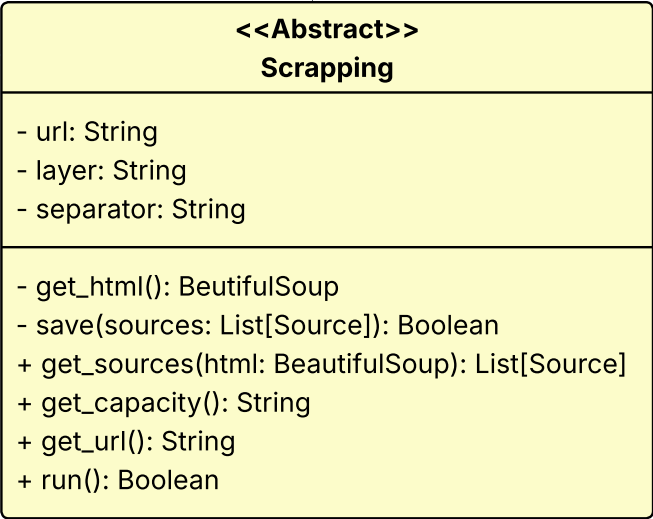 <<Abstract>>
Scrapping
- url: String
- layer: String
- separator: String
- get_html(): BeutifulSoup
- save(sources: List[Source]): Boolean
+ get_sources(html: BeautifulSoup): List[Source]
+ get_capacity(): String
+ get_url(): String
+ run(): Boolean